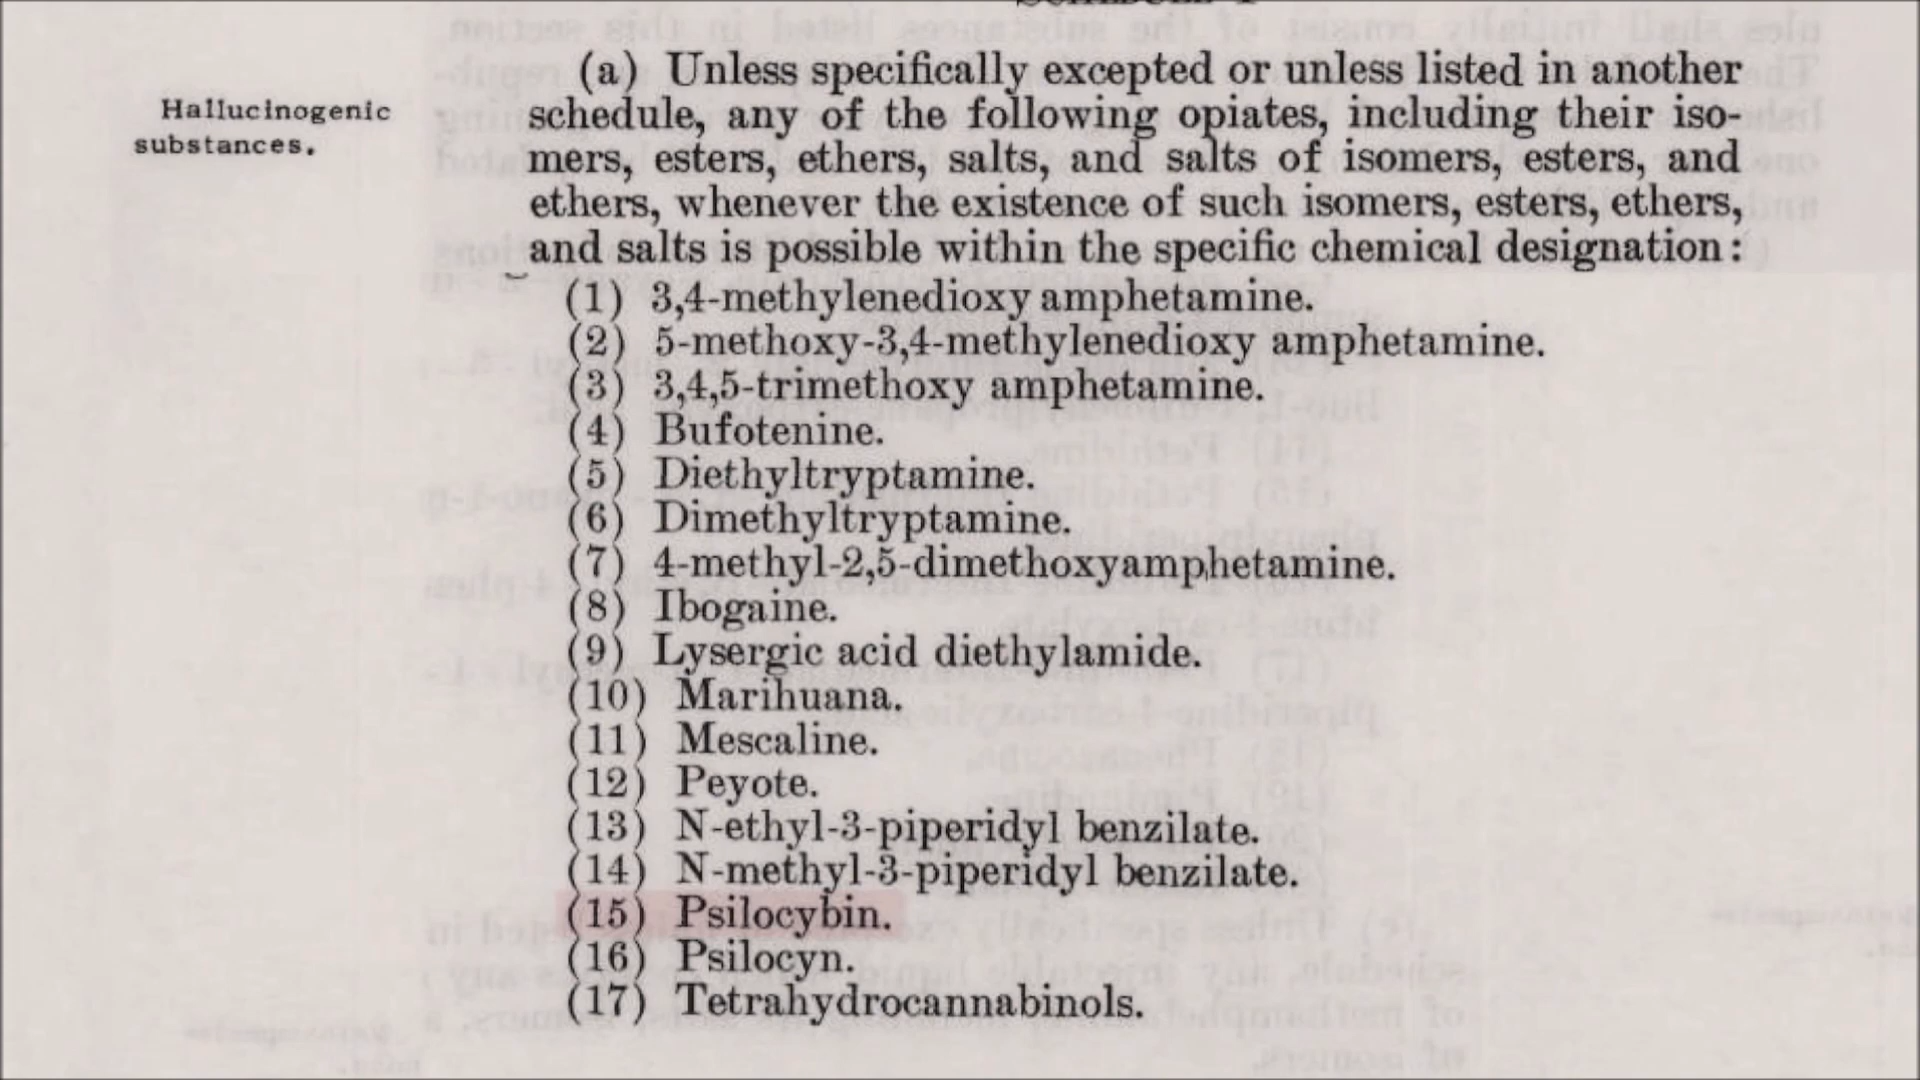 (a) Unless specifically excepted or unless listed in another
Hallucinogenic
substances.
schedule, any of the following opiates, including their iso-
mers, esters, ethers, salts, and salts of isomers, esters, and
ethers, whenever the existence of such isomers, esters, ethers,
and salts is possible within the specific chemical designation:
(1) 3,4-methylenedioxy amphetamine.
(2) 5-methoxy-3,4-methylenedioxy amphetamine.
(3) 3,4,5-trimethoxy amphetamine.
(4) Bufotenine.
(5) Diethyltryptamine.
(6) Dimethyltryptamine.
(7) 4-methyl-2,5-dimethoxyamphetamine.
(8) Ibogaine.
(9) Lysergic acid diethylamide.
(10) Marihuana.
(11) Mescaline.
(12) Peyote.
(13) N-ethyl-3-piperidyl benzilate.
(14) N-methyl-3-piperidyl benzilate.
(15) Psilocybin.
(16) Psilocyn.
(17) Tetrahydrocannabinols.